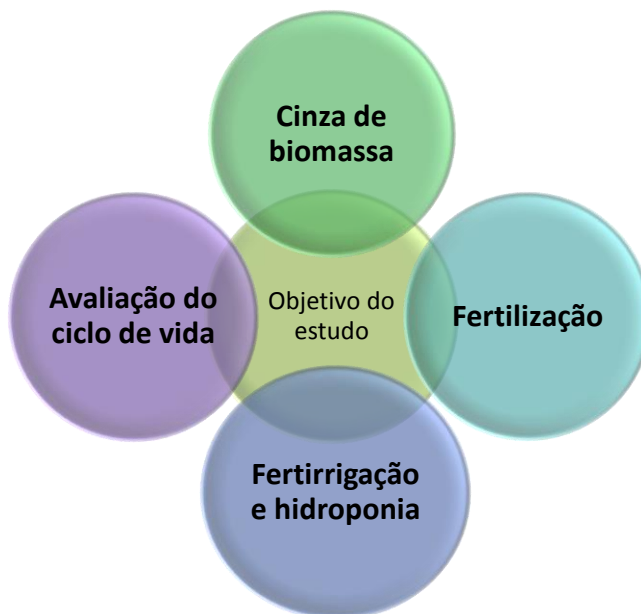 Cinza de
biomassa
Avaliação do
ciclo de vida
Objetivo do
estudo
Fertilização
Fertirrigação
e hidroponia